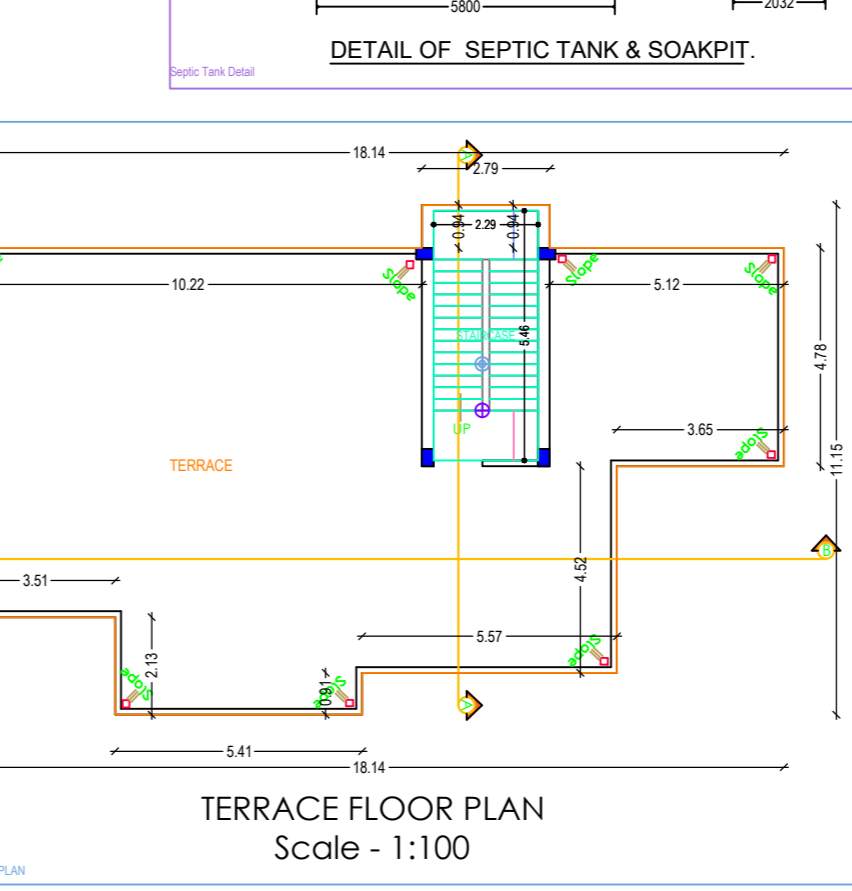 5800
2032
DETAIL OF SEPTIC TANK & SOAKPIT.
Septic Tank Detail
18.14
A
2.79
0.94
2.29
0.94
Slope
Slope
Slope
10.22
5.12
STAIRCASE
5.46
4.78
UP
3.65
Slope
TERRACE
11.15
B
3.51
4.52
5.57
Slope
2.13
Slope
Slope
0.91
A
5.41
18.14
TERRACE FLOOR PLAN
Scale - 1:100
PLAN